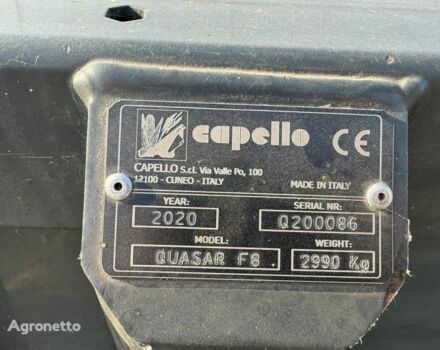 capello CE
CAPELLO S.c.l. Via Valle Po, 100
12100 - CUNEO - ITALY MADE IN ITALY
YEAR: SERIAL NR:
2020 Q200086
MODEL: WEIGHT:
QUASAR F8 2990 Kg
Agronetto